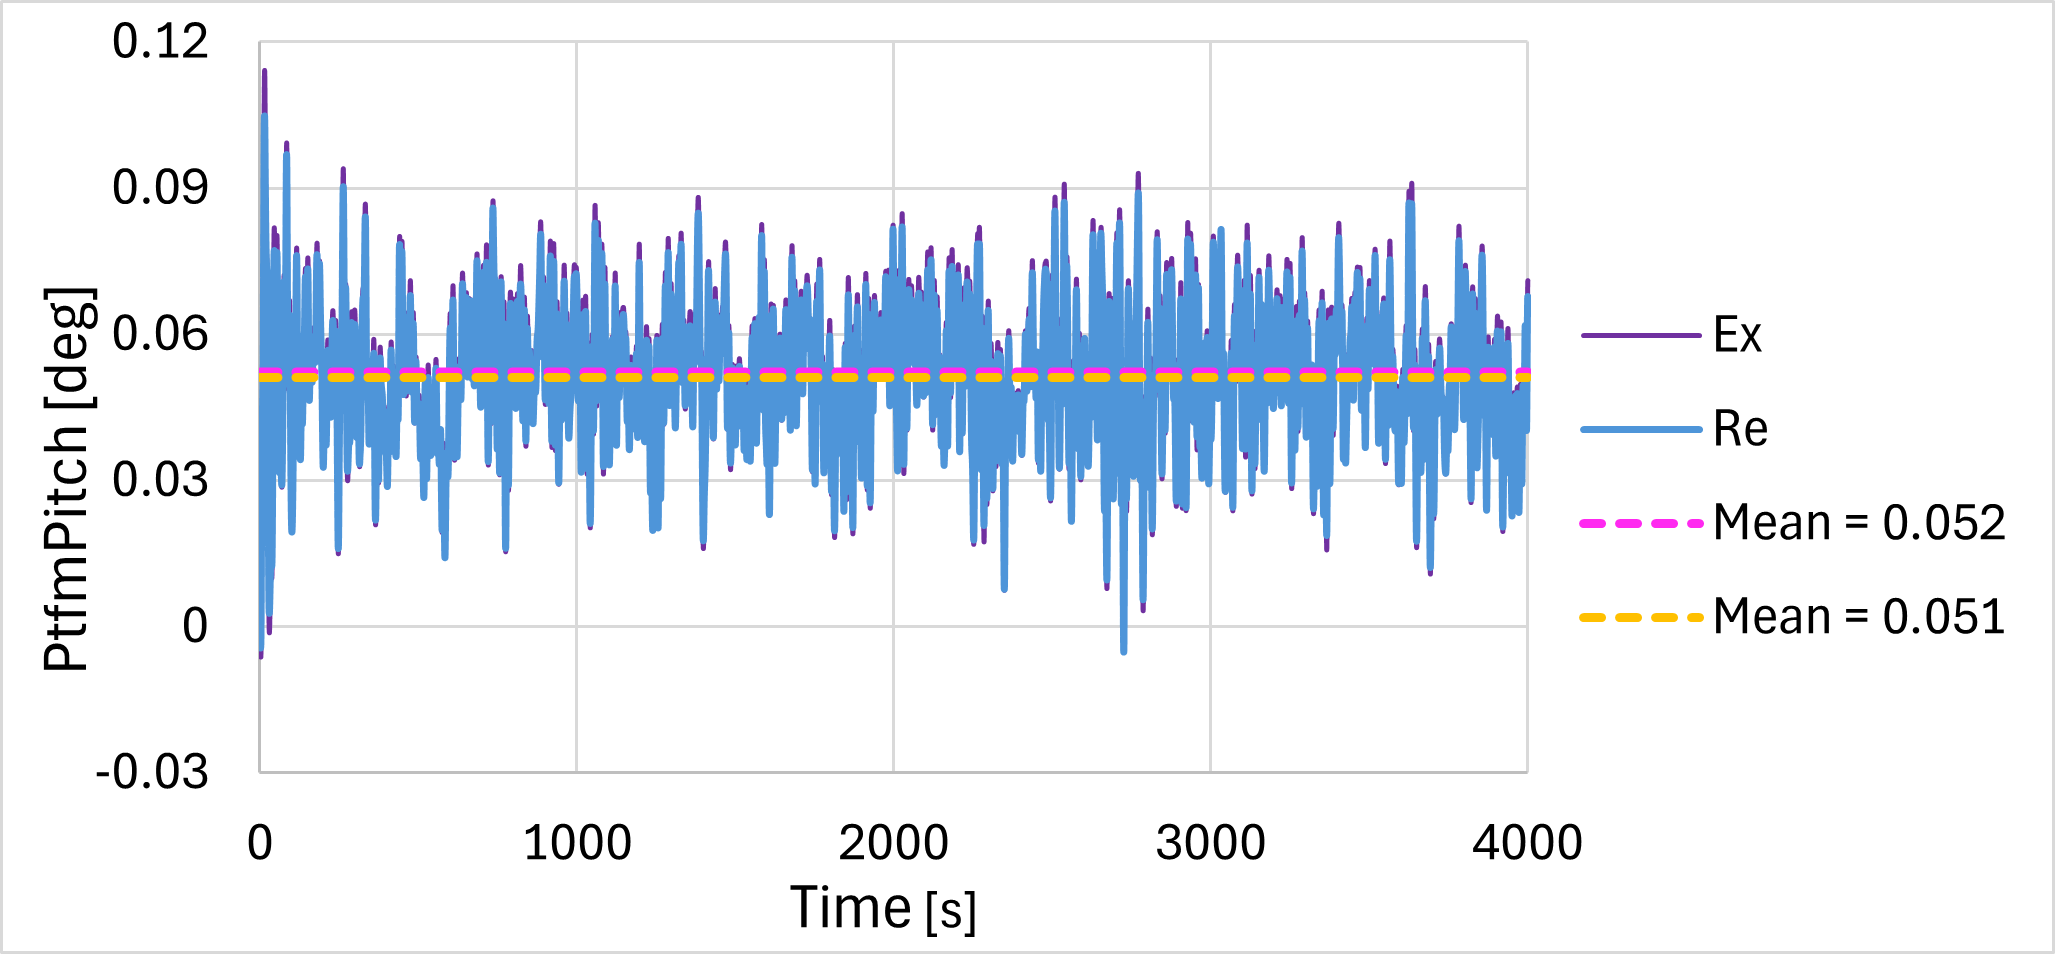 0.12
0.09
0.06
0.03
0
-0.03
PtfmPitch [deg]
0 1000 2000 3000 4000
Time [s]
Ex
Re
Mean = 0.052
Mean = 0.051